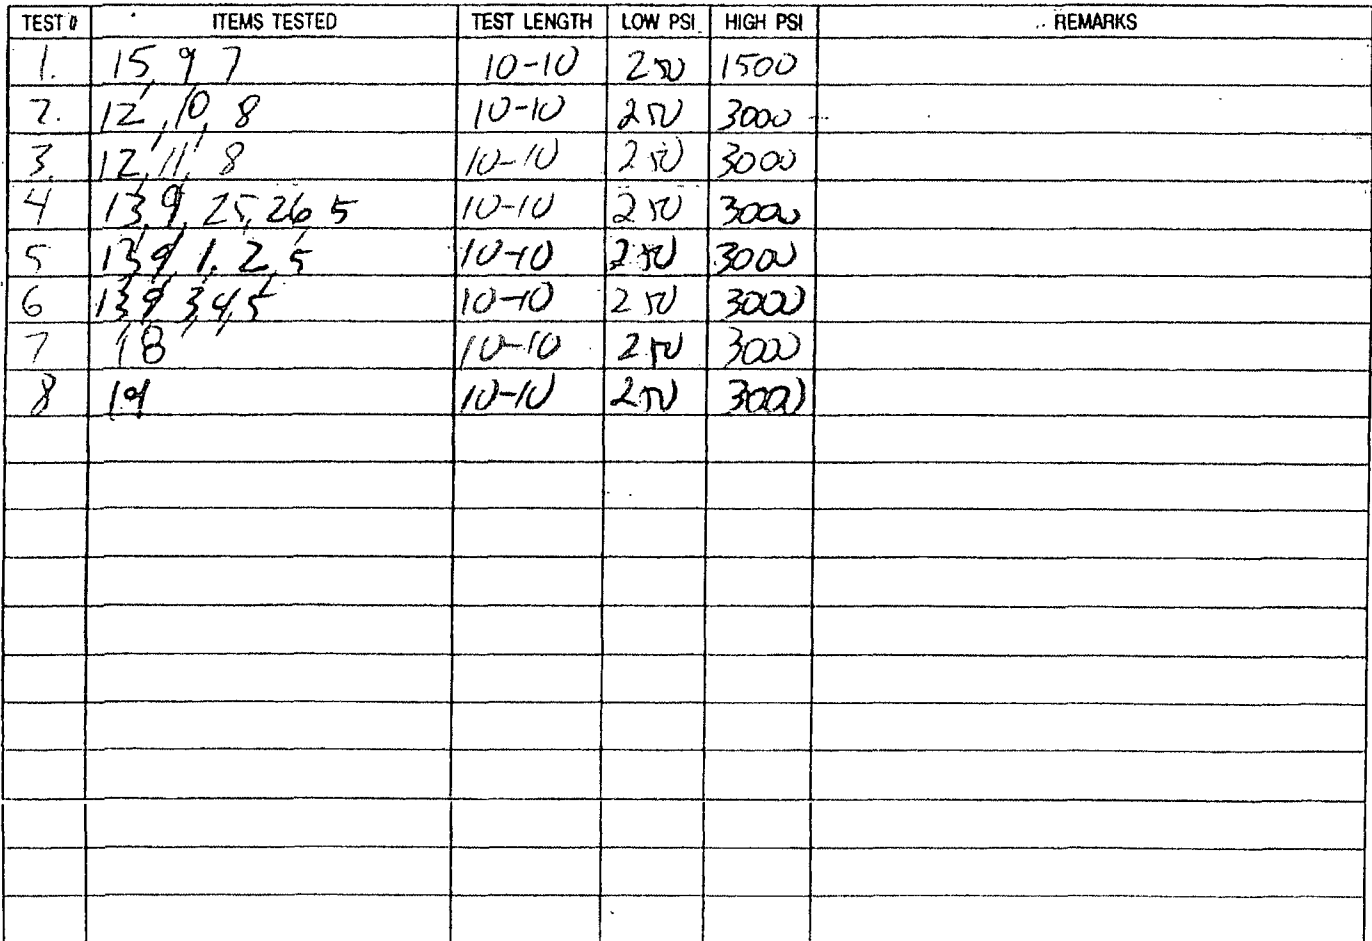 TEST # ITEMS TESTED TEST LENGTH LOW PSI HIGH PSI REMARKS
1. 15, 9, 7 10-10 250 1500
2. 12, 10, 8 10-10 250 3000
3. 12, 11, 8 10-10 250 3000
4 13, 9, 25, 26, 5 10-10 250 3000
5 13, 9, 1, 2, 5 10-10 250 3000
6 13, 9, 3, 4, 5 10-10 250 3000
7 18 10-10 250 3000
8 19 10-10 250 3000